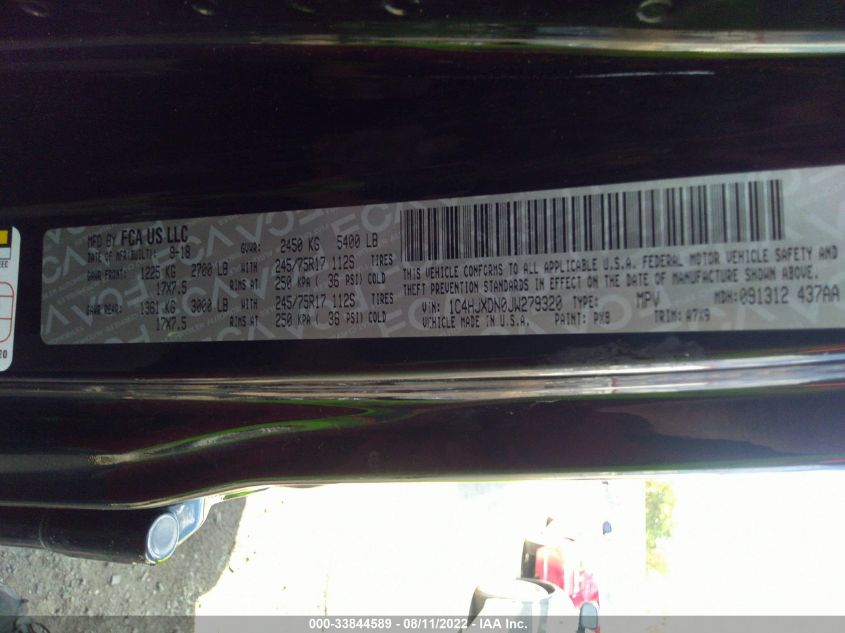 MFD BY FCA US LLC
DATE OF MFR(BUILT): 9-18 GVWR: 2450 KG 5400 LB
GAWR FRONT: 1225 KG 2700 LB WITH 245/75R17 112S TIRES
17X7.5 RIMS AT 250 KPA ( 36 PSI) COLD
GAWR REAR: 1361 KG 3000 LB WITH 245/75R17 112S TIRES
17X7.5 RIMS AT 250 KPA ( 36 PSI) COLD
THIS VEHICLE CONFORMS TO ALL APPLICABLE U.S.A. FEDERAL MOTOR VEHICLE SAFETY AND
THEFT PREVENTION STANDARDS IN EFFECT ON THE DATE OF MANUFACTURE SHOWN ABOVE.
VIN: 1C4HJXDN0JW279320 TYPE: MPV MDH: 091312 437AA
VEHICLE MADE IN U.S.A. PAINT: PX8 TRIM: A7X9
000-33844589 - 08/11/2022 - IAA Inc.